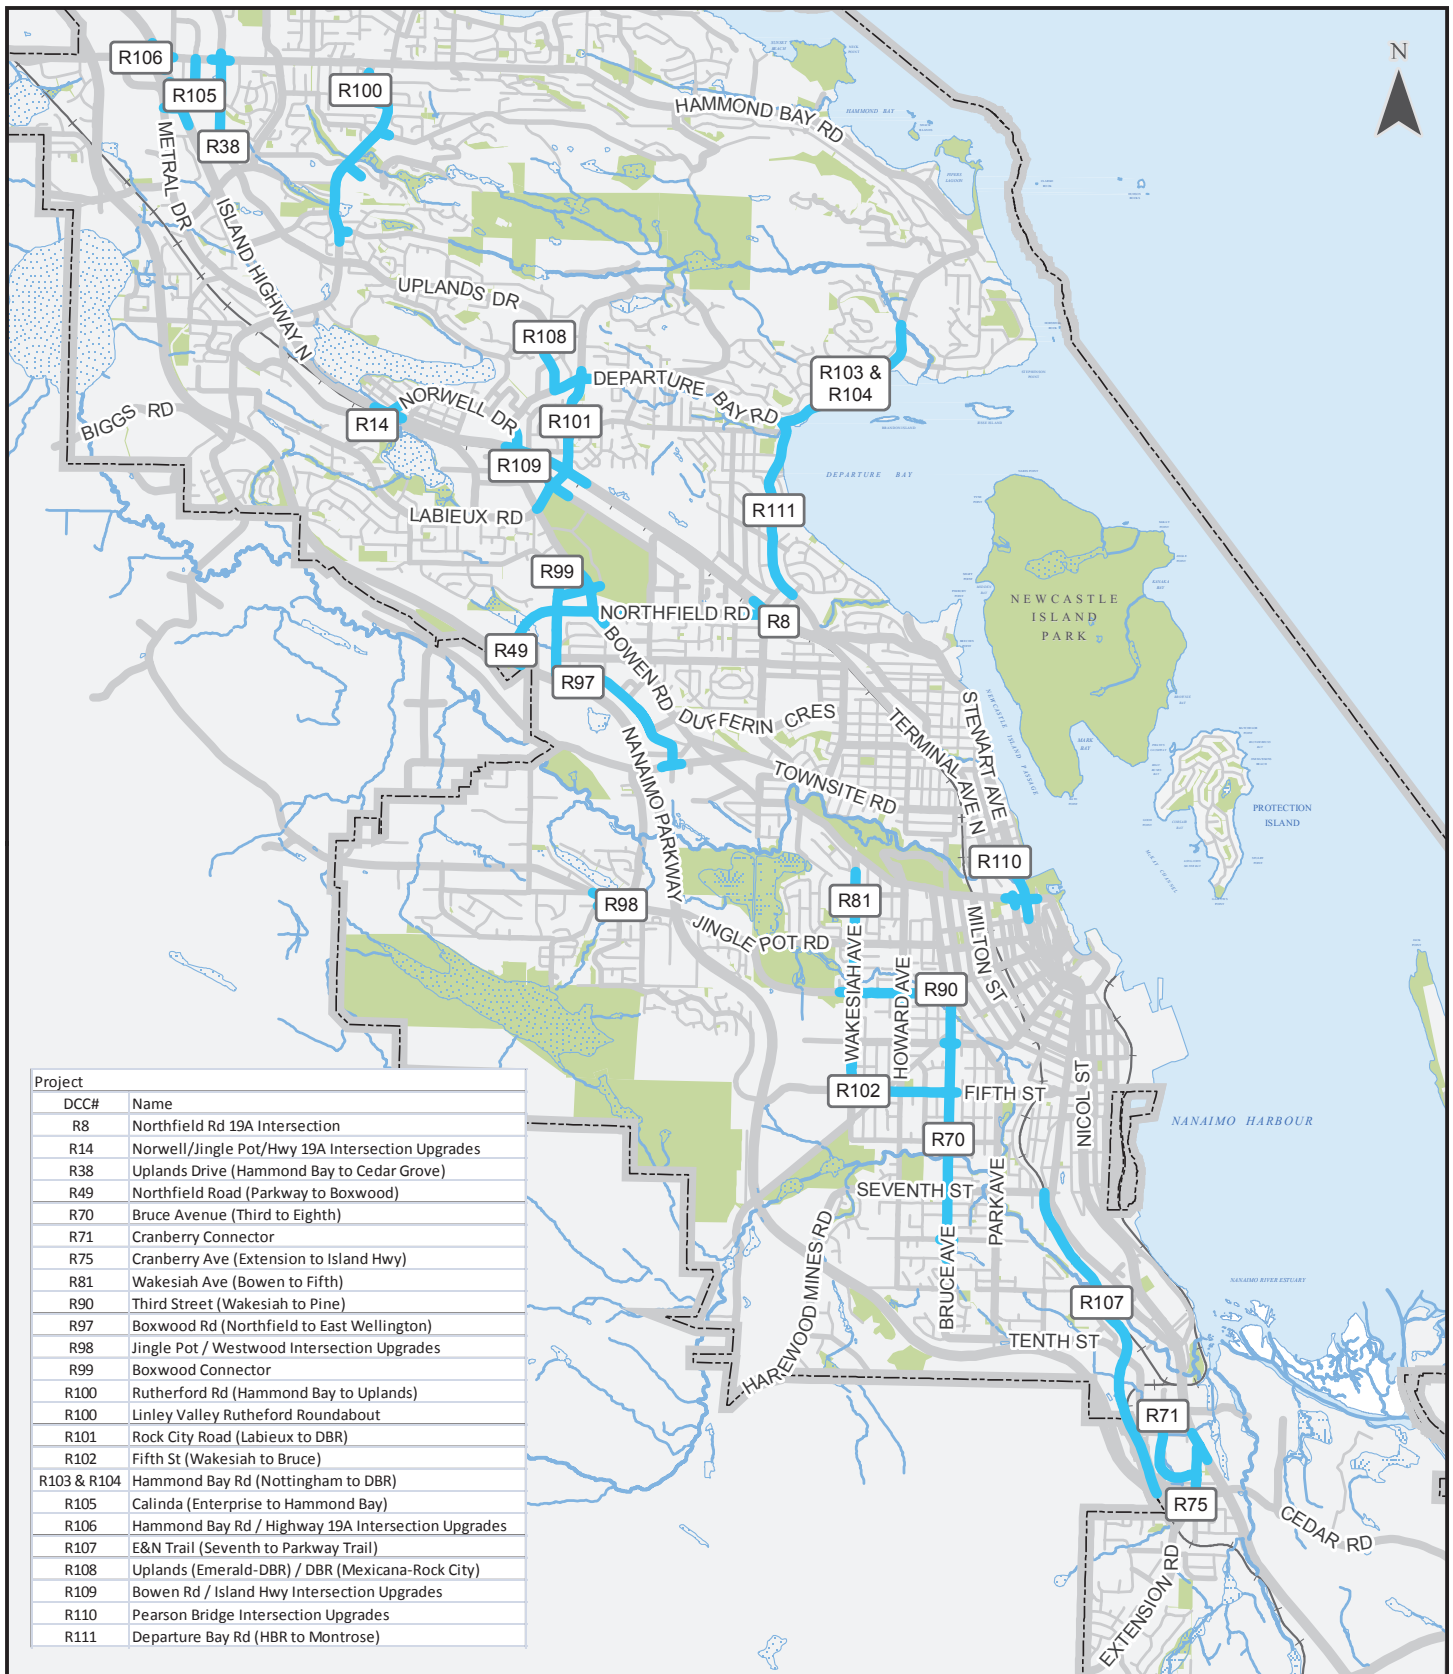 N
R106
R105
R100
R38
HAMMOND BAY RD
HAMMOND BAY
METRAL DR
ISLAND HIGHWAY N
UPLANDS DR
R108
R103 &
R104
DEPARTURE BAY RD
NORWELL DR
BIGGS RD
R14
R101
R109
DEPARTURE BAY
LABIEUX RD
R111
R99
NORTHFIELD RD
R8
NEWCASTLE
ISLAND
PARK
R49
BOWEN RD
R97
DUFFERIN CRES
NANAIMO PARKWAY
TERMINAL AVE N
STEWART AVE
NEWCASTLE ISLAND PASSAGE
MARK
BAY
TOWNSITE RD
PROTECTION
ISLAND
R110
R98
R81
JINGLE POT RD
MILTON ST
WAKESIAH AVE
HOWARD AVE
R90
R102
FIFTH ST
NICOL ST
NANAIMO HARBOUR
R70
SEVENTH ST
PARK AVE
HAREWOOD MINES RD
BRUCE AVE
NANAIMO RIVER ESTUARY
R107
TENTH ST
R71
R75
CEDAR RD
EXTENSION RD
Project
DCC# Name
R8 Northfield Rd 19A Intersection
R14 Norwell/Jingle Pot/Hwy 19A Intersection Upgrades
R38 Uplands Drive (Hammond Bay to Cedar Grove)
R49 Northfield Road (Parkway to Boxwood)
R70 Bruce Avenue (Third to Eighth)
R71 Cranberry Connector
R75 Cranberry Ave (Extension to Island Hwy)
R81 Wakesiah Ave (Bowen to Fifth)
R90 Third Street (Wakesiah to Pine)
R97 Boxwood Rd (Northfield to East Wellington)
R98 Jingle Pot / Westwood Intersection Upgrades
R99 Boxwood Connector
R100 Rutherford Rd (Hammond Bay to Uplands)
R100 Linley Valley Rutheford Roundabout
R101 Rock City Road (Labieux to DBR)
R102 Fifth St (Wakesiah to Bruce)
R103 & R104 Hammond Bay Rd (Nottingham to DBR)
R105 Calinda (Enterprise to Hammond Bay)
R106 Hammond Bay Rd / Highway 19A Intersection Upgrades
R107 E&N Trail (Seventh to Parkway Trail)
R108 Uplands (Emerald-DBR) / DBR (Mexicana-Rock City)
R109 Bowen Rd / Island Hwy Intersection Upgrades
R110 Pearson Bridge Intersection Upgrades
R111 Departure Bay Rd (HBR to Montrose)